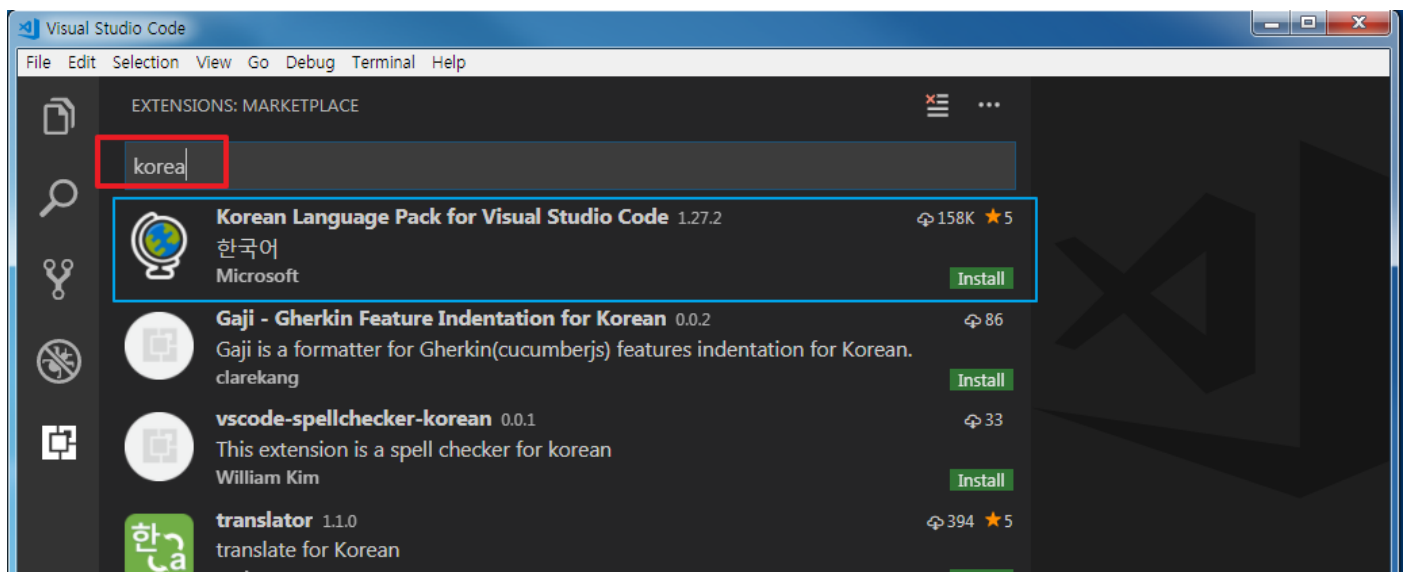 Visual Studio Code
File Edit Selection View Go Debug Terminal Help
EXTENSIONS: MARKETPLACE
korea
Korean Language Pack for Visual Studio Code 1.27.2 158K ★5
한국어
Microsoft Install
Gaji - Gherkin Feature Indentation for Korean 0.0.2 86
Gaji is a formatter for Gherkin(cucumberjs) features indentation for Korean.
clarekang Install
vscode-spellchecker-korean 0.0.1 33
This extension is a spell checker for korean
William Kim Install
translator 1.1.0 394 ★5
한 a
translate for Korean